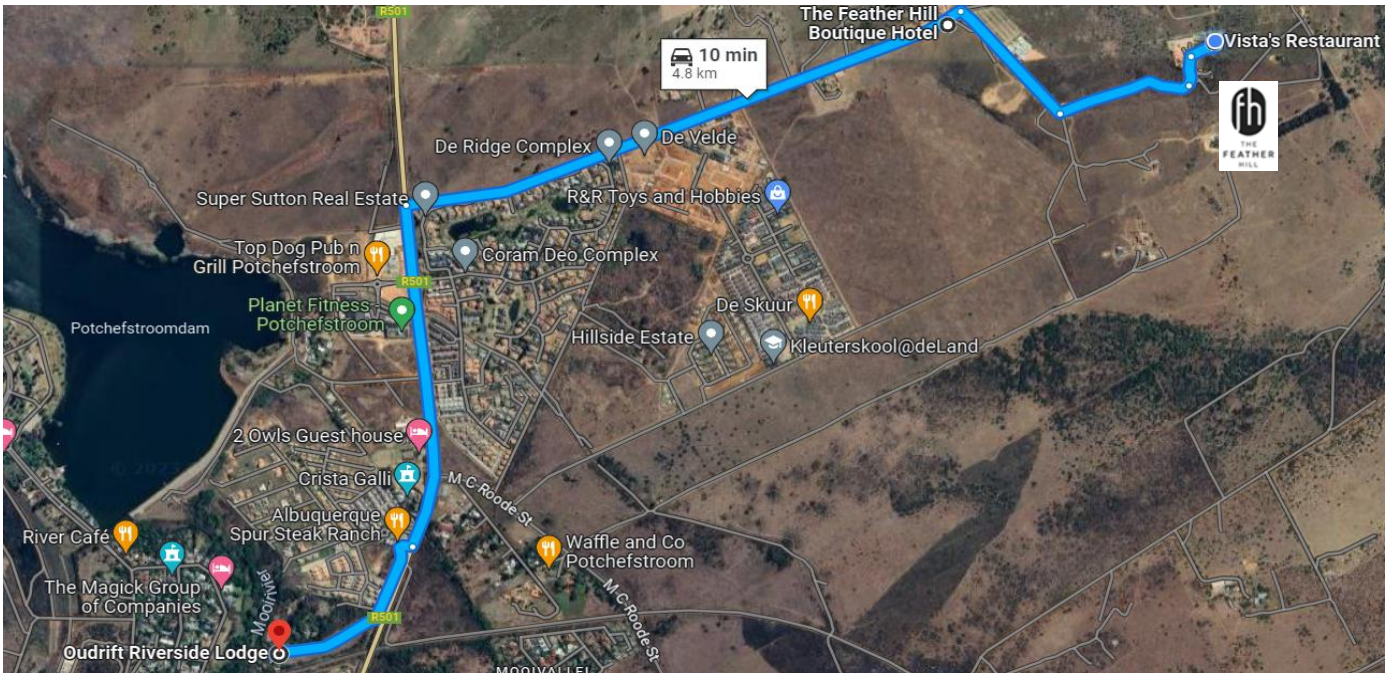 R501
The Feather Hill
Boutique Hotel
Vista's Restaurant
10 min
4.8 km
fh
THE
FEATHER
HILL
De Velde
De Ridge Complex
Super Sutton Real Estate
R&R Toys and Hobbies
Top Dog Pub n
Grill Potchefstroom
Coram Deo Complex
R501
Planet Fitness
Potchefstroom
De Skuur
Potchefstroomdam
Hillside Estate
Kleuterskool@deLand
2 Owls Guest house
© 2023
Crista Galli
M C Roode St
Albuquerque
Spur Steak Ranch
River Café
Waffle and Co
Potchefstroom
The Magick Group
of Companies
Mooirivier
M C Roode St
R501
Oudrift Riverside Lodge
MOOIVALLEI